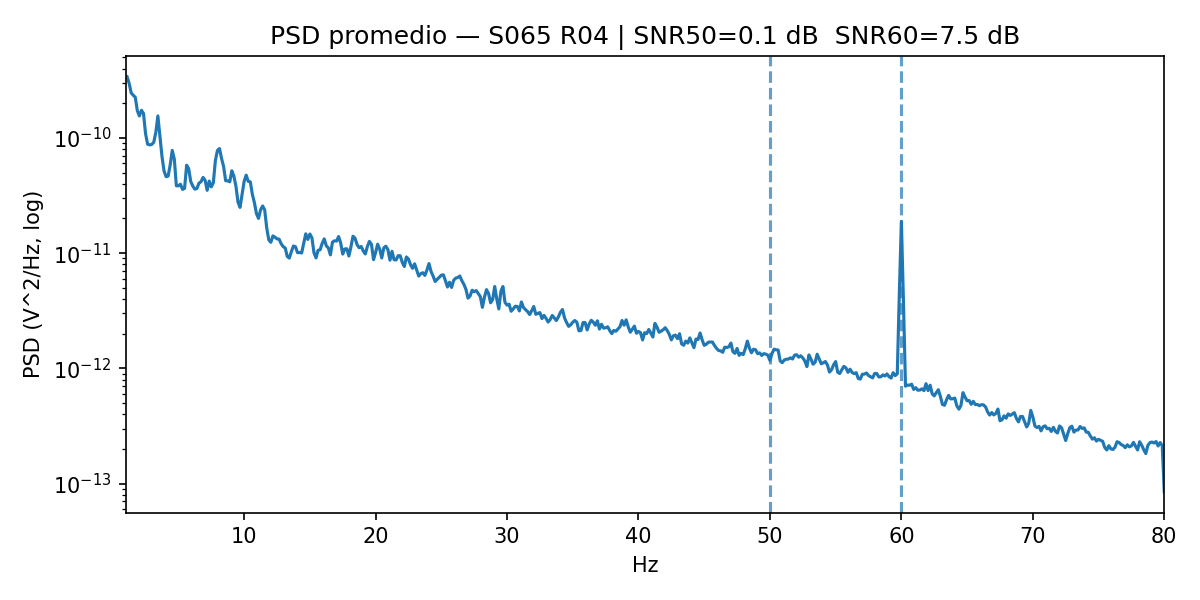 PSD promedio — S065 R04 | SNR50=0.1 dB  SNR60=7.5 dB
PSD (V^2/Hz, log)
10⁻¹⁰
10⁻¹¹
10⁻¹²
10⁻¹³
10 20 30 40 50 60 70 80
Hz